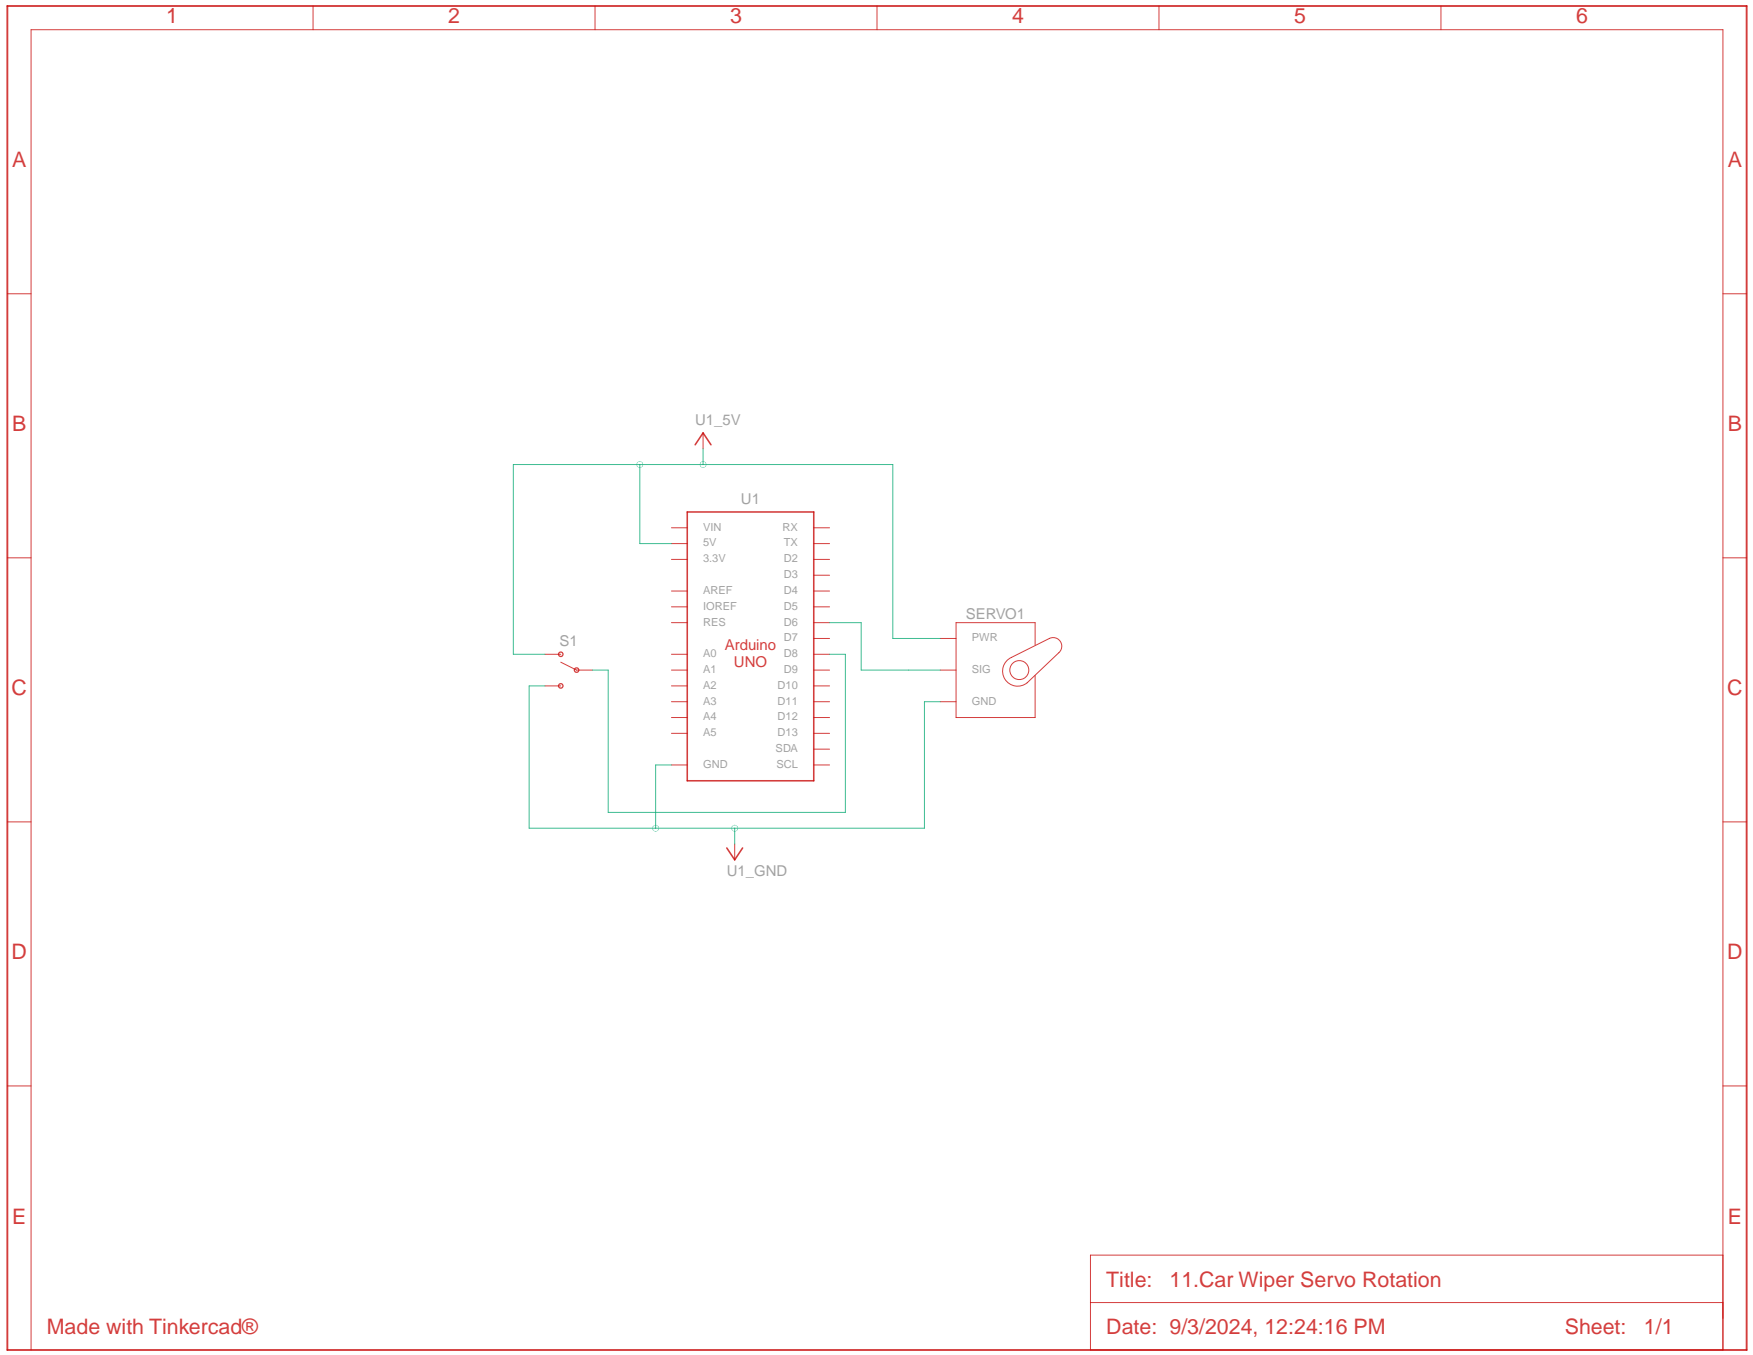 1 2 3 4 5 6
A A
B B
U1_5V
U1
VIN RX
5V TX
3.3V D2
D3
AREF D4
IOREF D5
RES D6
D7
Arduino
UNO
A0 D8
A1 D9
A2 D10
A3 D11
A4 D12
A5 D13
SDA
GND SCL
S1
SERVO1
PWR
SIG
GND
C C
U1_GND
D D
E E
Title: 11.Car Wiper Servo Rotation
Made with Tinkercad®
Date: 9/3/2024, 12:24:16 PM Sheet: 1/1